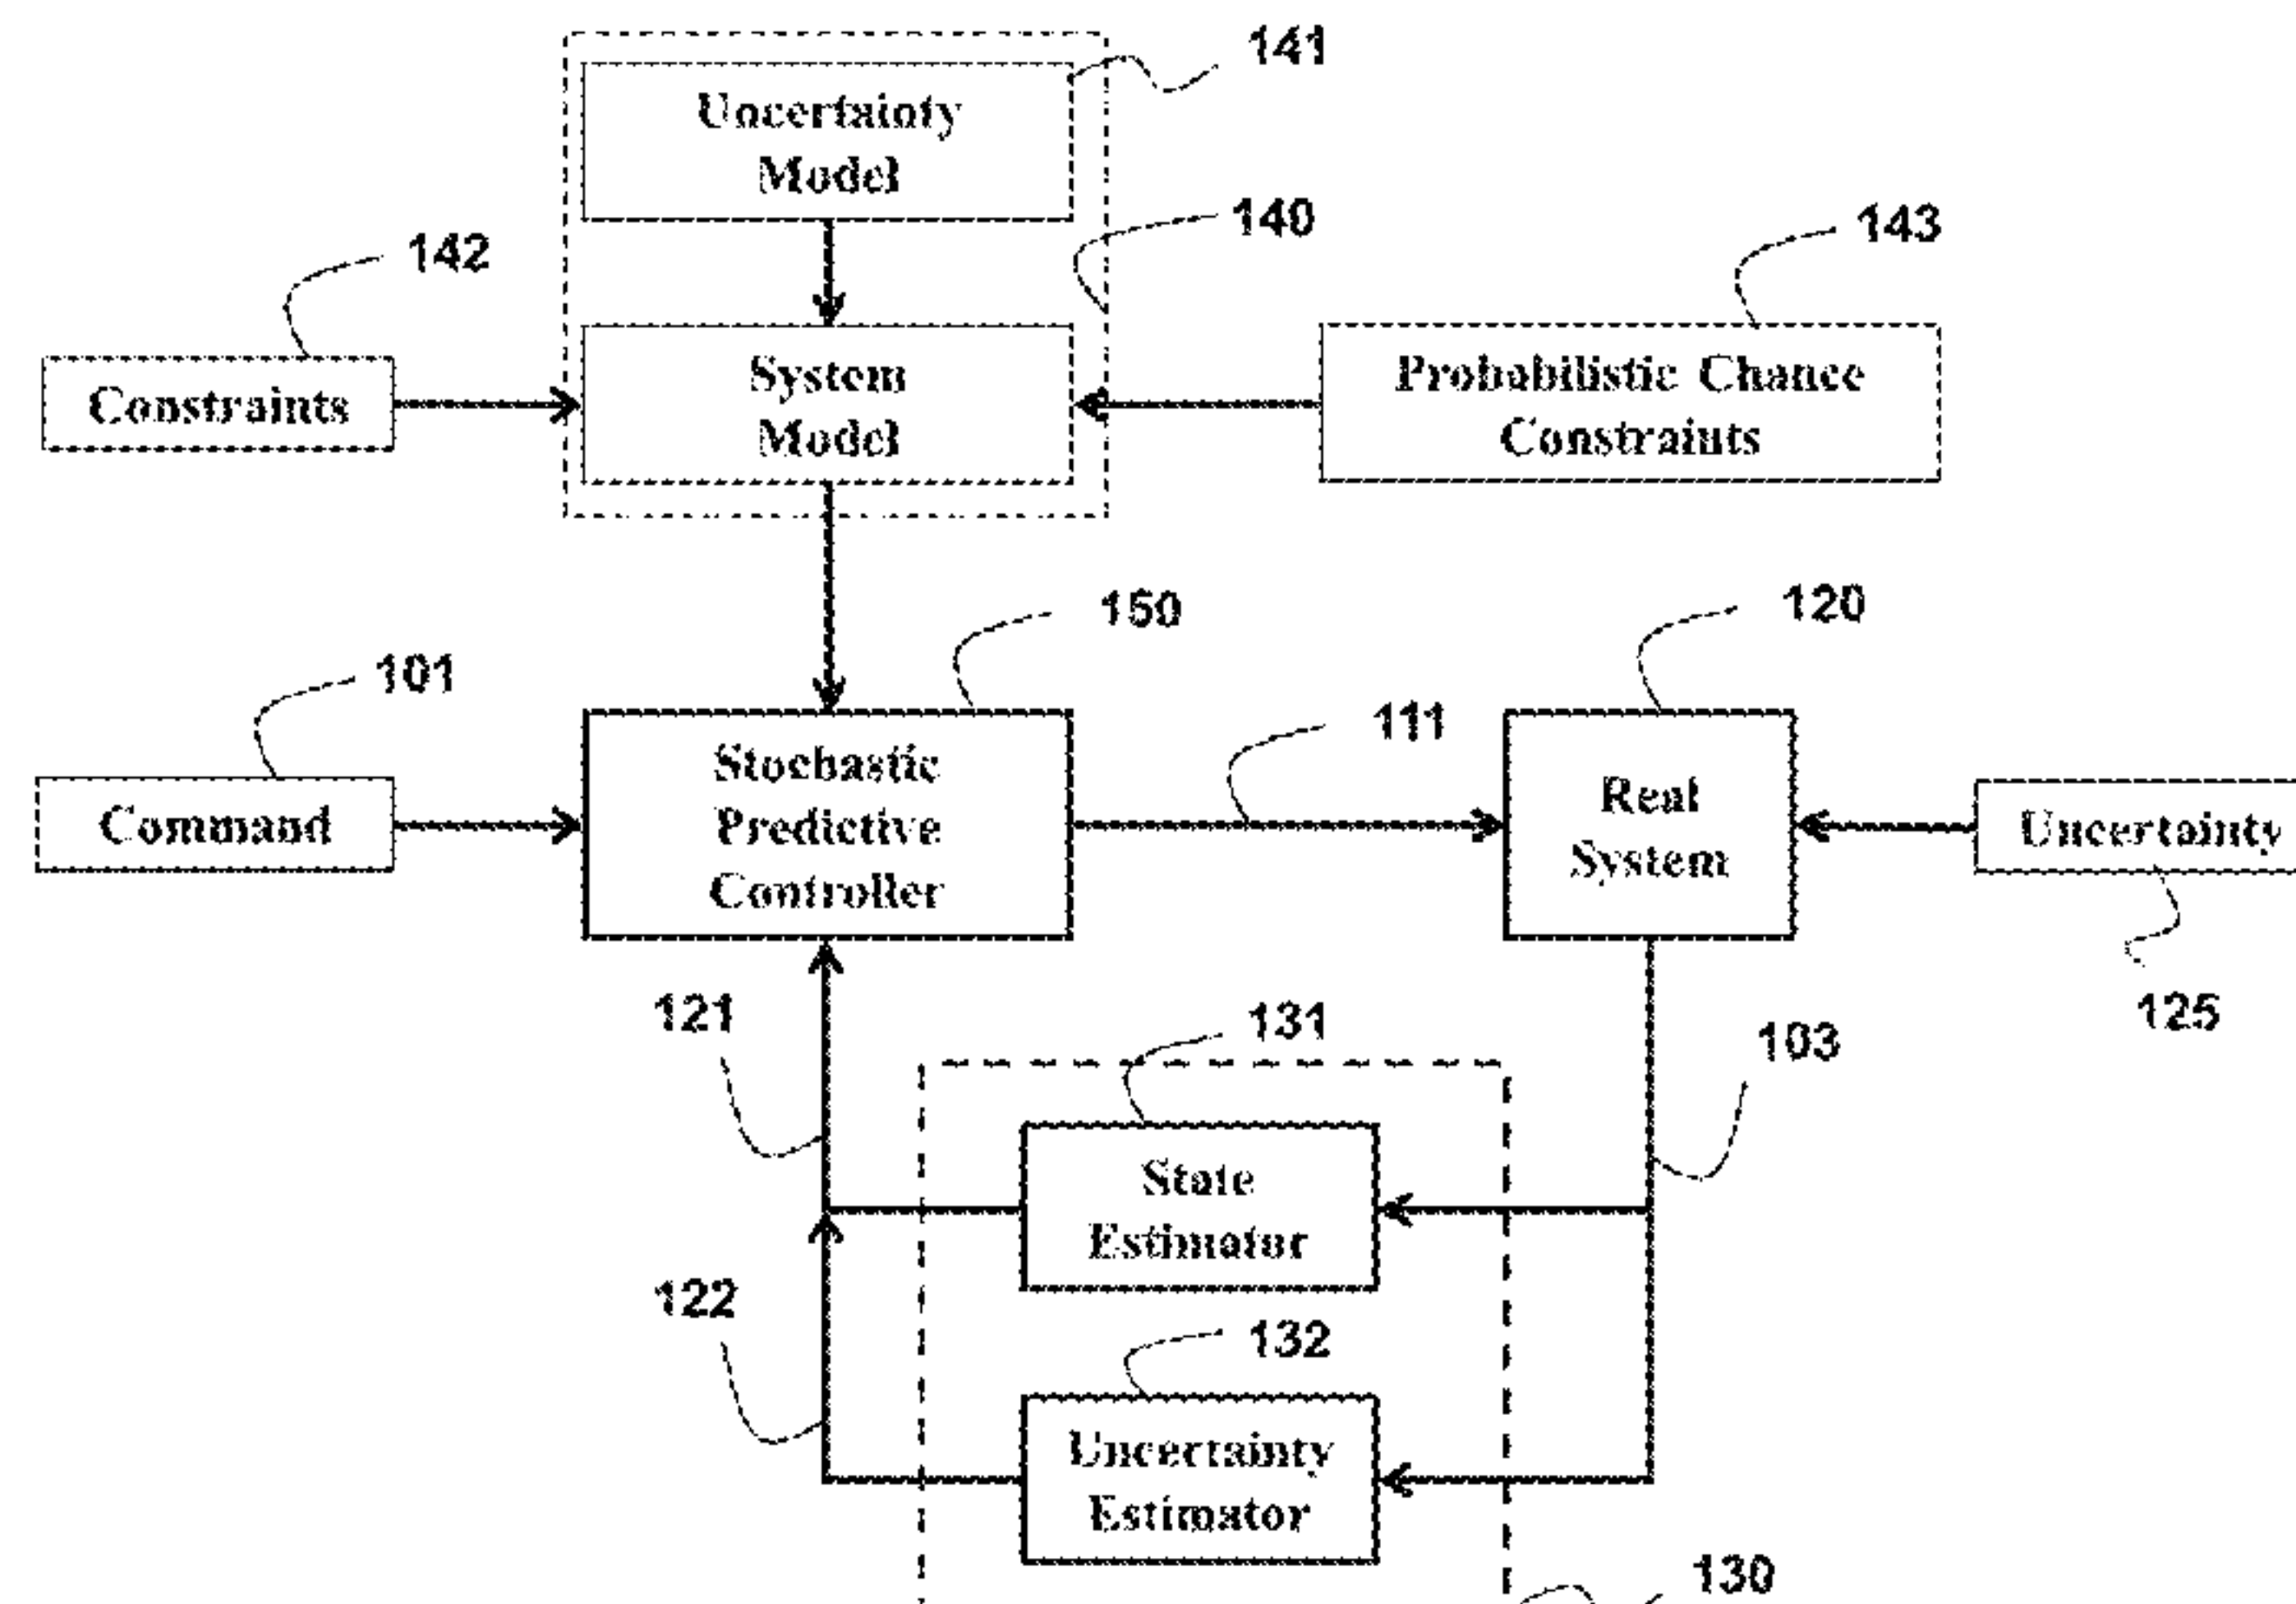 141
Uncertainty
Model
140
143
142
System
Model
Probabilistic Chance
Constraints
Constraints
150
120
101
111
Stochastic
Predictive
Controller
Real
System
Command
Uncertainty
121
131
125
103
State
Estimator
122
132
Uncertainty
Estimator
130